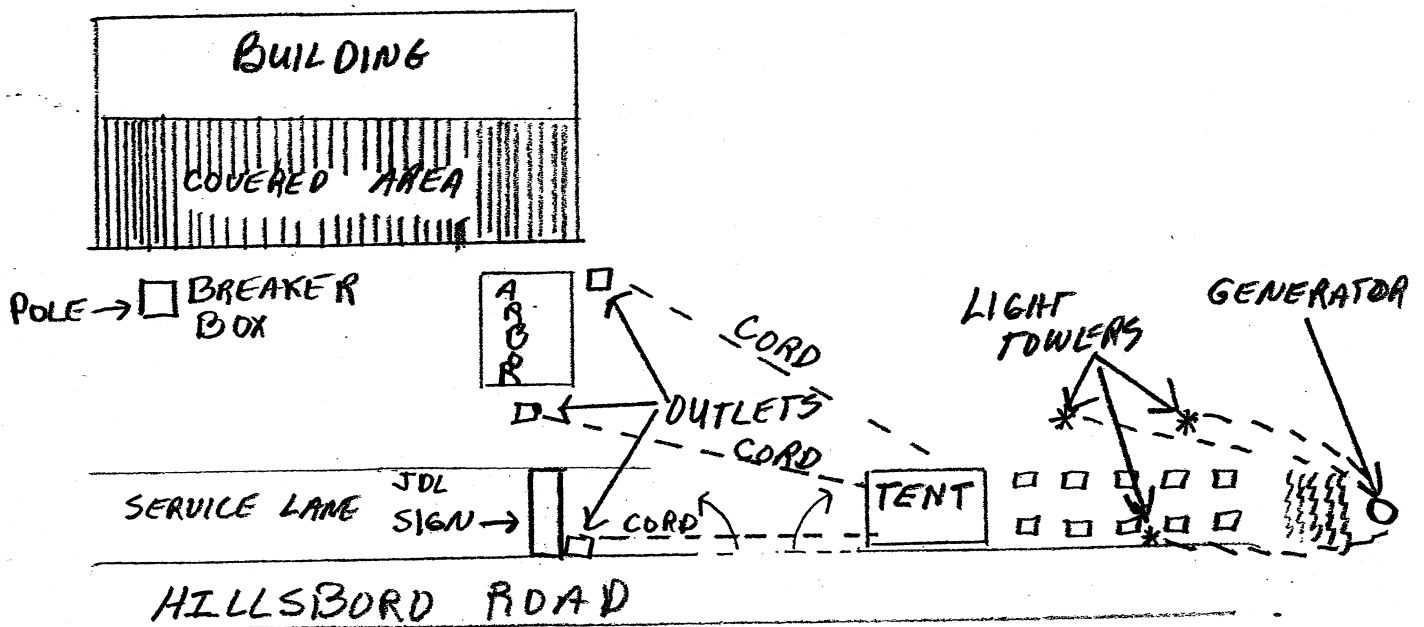 BUILDING
COVERED AREA
POLE
BREAKER
BOX
ARBOR
LIGHT
TOWLERS
GENERATOR
CORD
OUTLETS
CORD
SERVICE LANE
JDL
SIGN
CORD
TENT
HILLSBORO ROAD